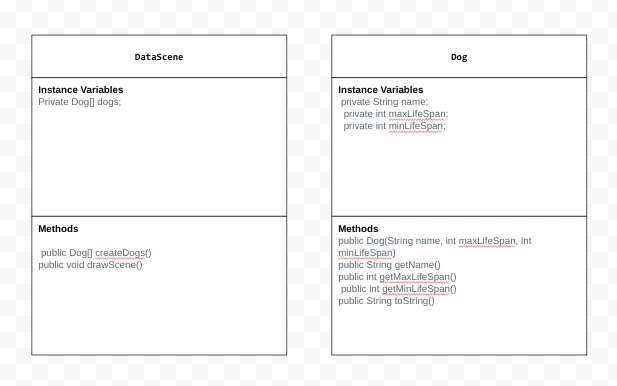 DataScene
Instance Variables
Private Dog[] dogs;
Methods
public Dog[] createDogs()
public void drawScene()
Dog
Instance Variables
private String name;
private int maxLifeSpan;
private int minLifeSpan;
Methods
public Dog(String name, int maxLifeSpan, int
minLifeSpan)
public String getName()
public int getMaxLifeSpan()
public int getMinLifeSpan()
public String toString()